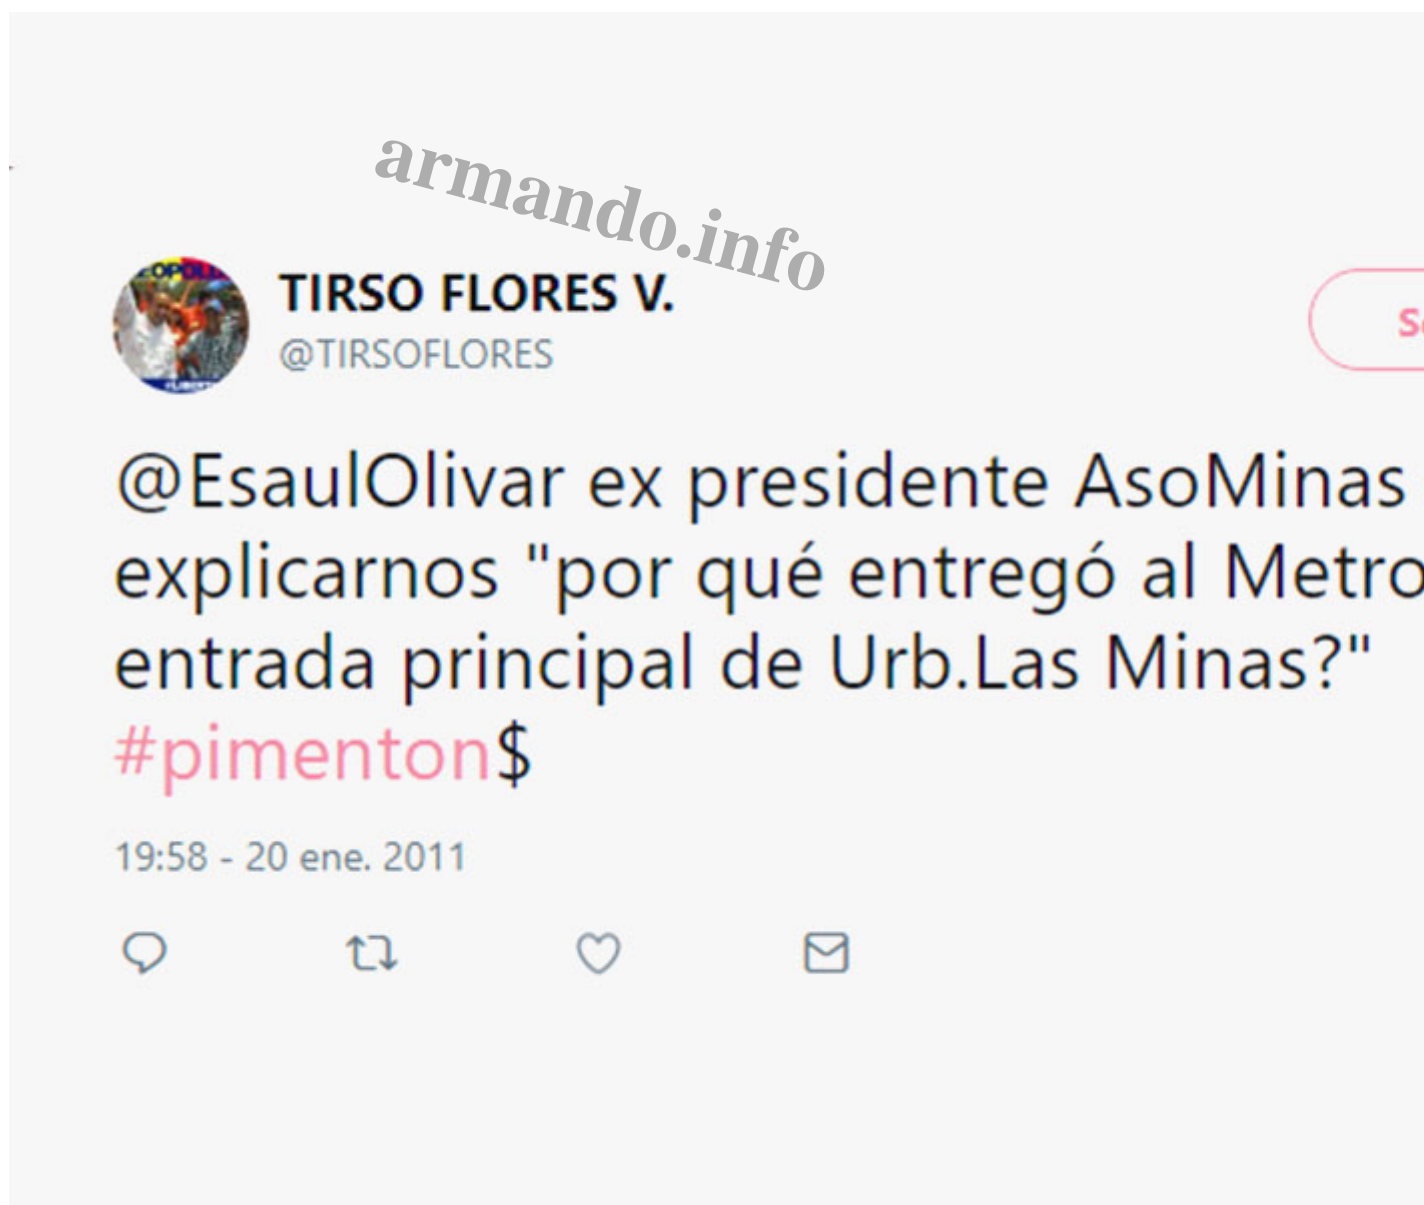 armando.info
TIRSO FLORES V.
@TIRSOFLORES
@EsaulOlivar ex presidente AsoMinas
explicarnos "por qué entregó al Metro
entrada principal de Urb.Las Minas?"
#pimenton$
19:58 - 20 ene. 2011